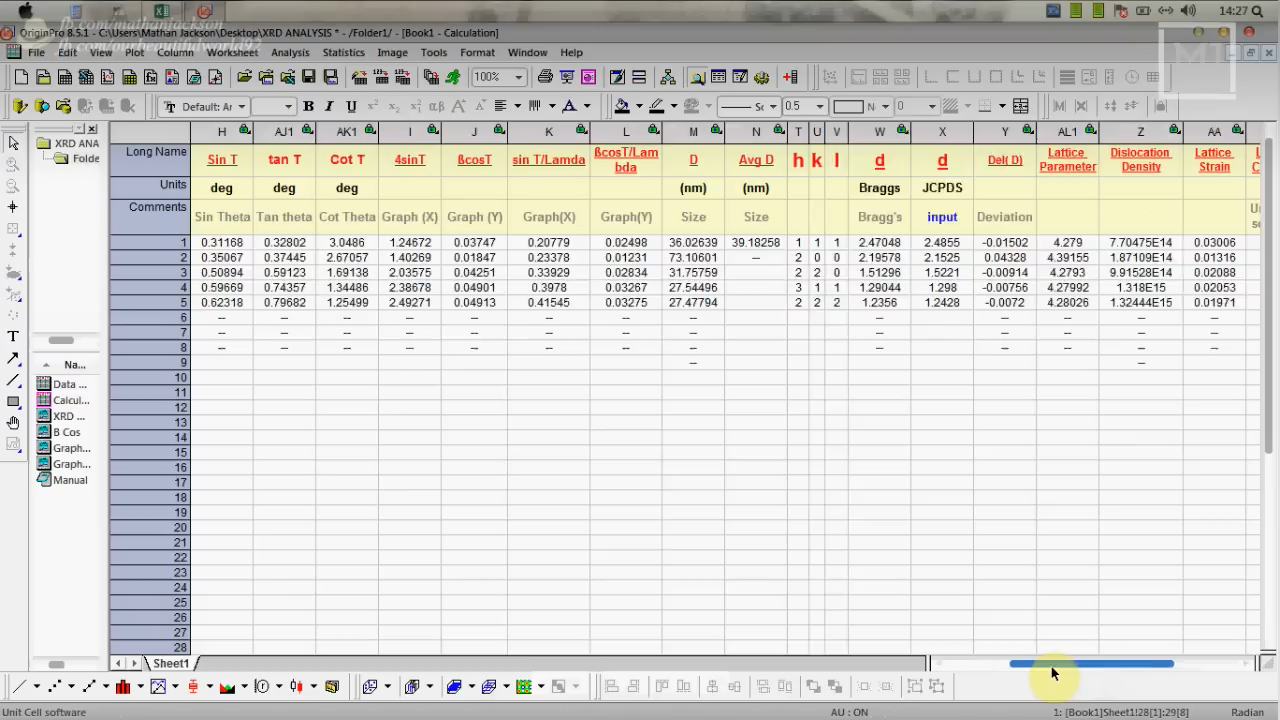 14:27
fb.com/mathanjackson
fb.com/ourbeautifulworld92
OriginPro 8.5.1 - C:\Users\Mathan Jackson\Desktop\XRD ANALYSIS * - /Folder1/ - [Book1 - Calculation]
File Edit View Plot Column Worksheet Analysis Statistics Image Tools Format Window Help
MT
100%
Default: Ar B I U αβ A A A Sc 0.5 N 0
XRD ANA
Folde
Na...
Data ...
Calcul...
XRD ...
B Cos
Graph...
Graph...
Manual
H AJ1 AK1 I J K L M N T U V W X Y AL1 Z AA
Long Name Sin T tan T Cot T 4sinT ßcosT sin T/Lamda ßcosT/Lam D Avg D h k l d d Del( D) Lattice Dislocation Lattice
bda Parameter Density Strain
Units deg deg deg (nm) (nm) Braggs JCPDS
Comments Sin Theta Tan theta Cot Theta Graph (X) Graph (Y) Graph(X) Graph(Y) Size Size Bragg's input Deviation
1 0.31168 0.32802 3.0486 1.24672 0.03747 0.20779 0.02498 36.02639 39.18258 1 1 1 2.47048 2.4855 -0.01502 4.279 7.70475E14 0.03006
2 0.35067 0.37445 2.67057 1.40269 0.01847 0.23378 0.01231 73.10601 -- 2 0 0 2.19578 2.1525 0.04328 4.39155 1.87109E14 0.01316
3 0.50894 0.59123 1.69138 2.03575 0.04251 0.33929 0.02834 31.75759 2 2 0 1.51296 1.5221 -0.00914 4.2793 9.91528E14 0.02088
4 0.59669 0.74357 1.34486 2.38678 0.04901 0.3978 0.03267 27.54496 3 1 1 1.29044 1.298 -0.00756 4.27992 1.318E15 0.02053
5 0.62318 0.79682 1.25499 2.49271 0.04913 0.41545 0.03275 27.47794 2 2 2 1.2356 1.2428 -0.0072 4.28026 1.32444E15 0.01971
6 -- -- -- -- -- -- -- -- -- -- -- -- --
7 -- -- -- -- -- -- -- -- -- -- -- -- --
8 -- -- -- -- -- -- -- -- -- -- -- -- --
9 -- --
10
11
12
13
14
15
16
17
18
19
20
21
22
23
24
25
26
27
28
Sheet1
Unit Cell software AU : ON 1: [Book1]Sheet1!28[1]:29[8] Radian